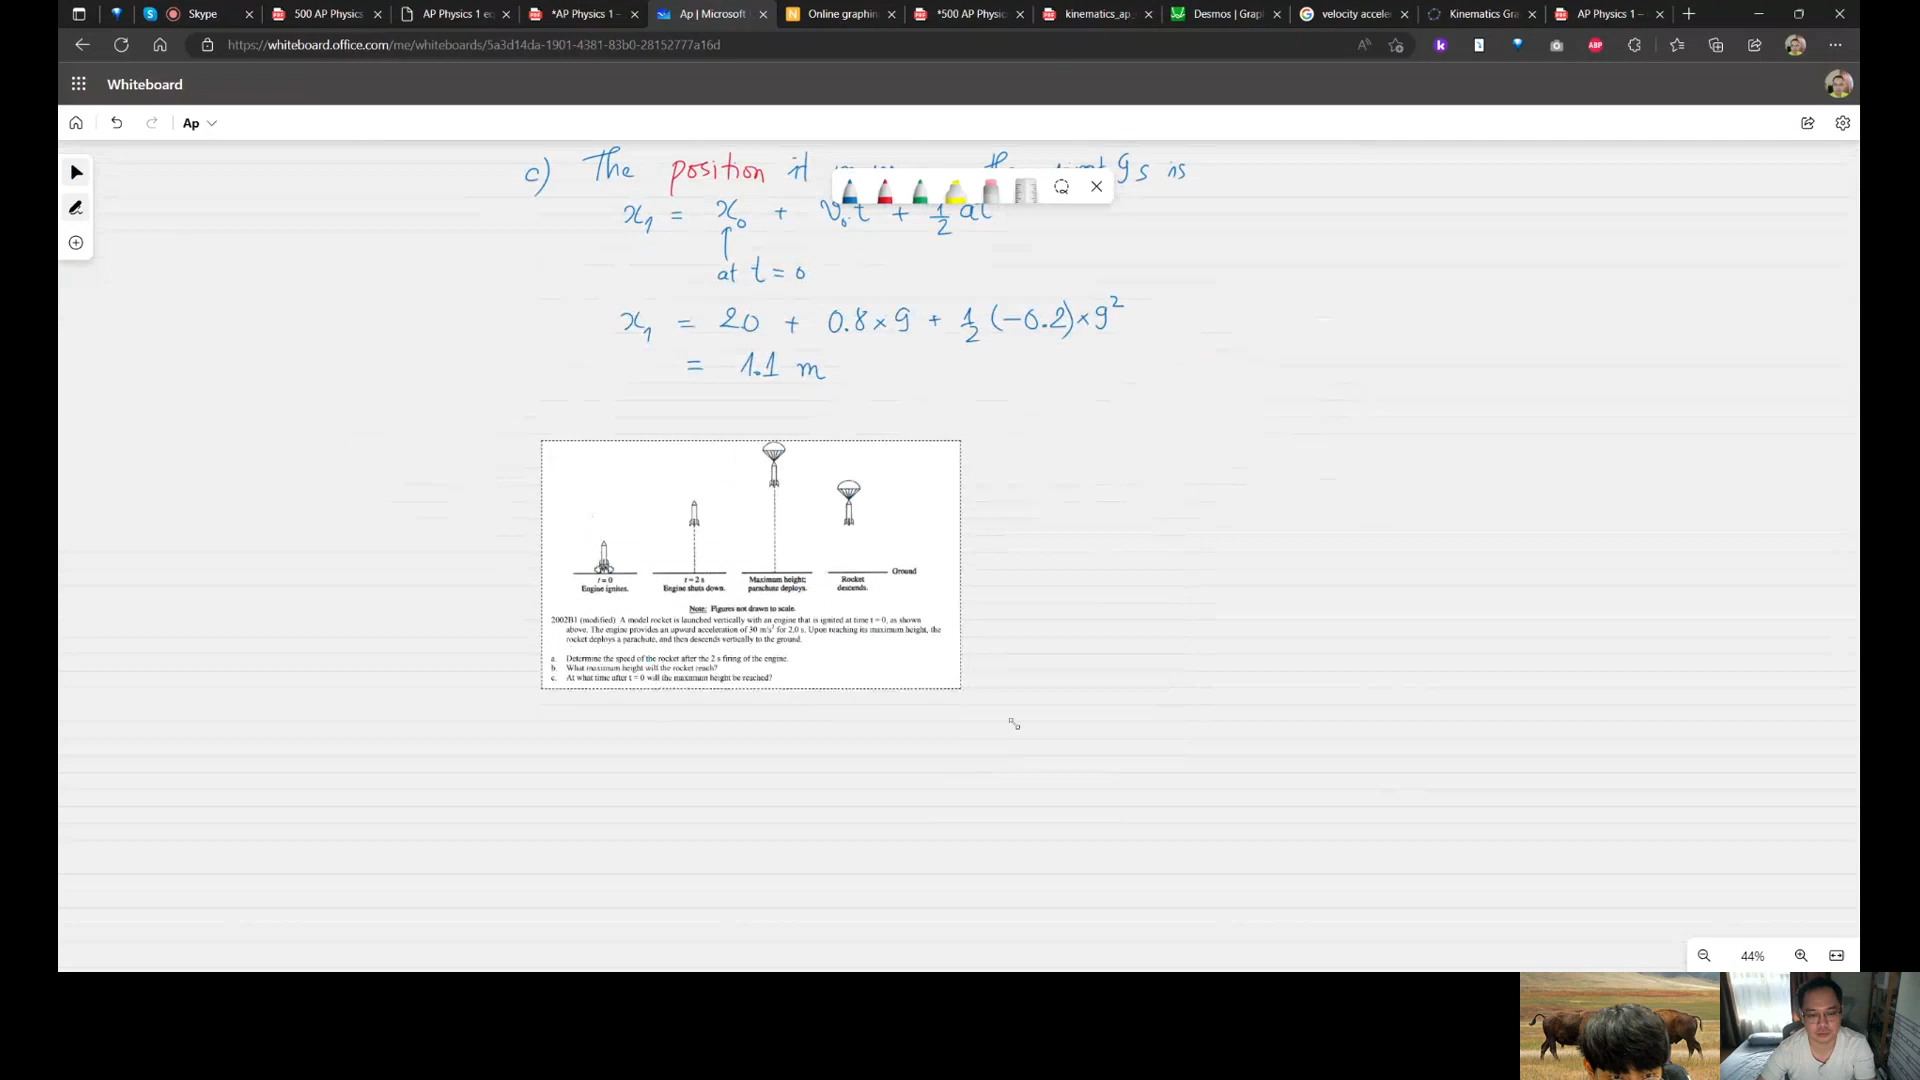 Skype
500 AP Physics
AP Physics 1 eq
*AP Physics 1 –
Ap | Microsoft
Online graphin
*500 AP Physic
kinematics_ap_
Desmos | Grap
velocity accele
Kinematics Gra
AP Physics 1 –
https://whiteboard.office.com/me/whiteboards/5a3d14da-1901-4381-83b0-28152777a16d
ABP
Whiteboard
Ap
c) The position it the 9s is
x₁ = x₀ + v₀t + 1/2 at
at t = 0
x₁ = 20 + 0.8 × 9 + 1/2 (−0.2) × 9²
= 1.1 m
Ground
t = 0
Engine ignites.
t = 2 s
Engine shuts down.
Maximum height;
parachute deploys.
Rocket
descends.
Note: Figures not drawn to scale.
2002B1 (modified) A model rocket is launched vertically with an engine that is ignited at time t = 0, as shown
above. The engine provides an upward acceleration of 30 m/s² for 2.0 s. Upon reaching its maximum height, the
rocket deploys a parachute, and then descends vertically to the ground.
a. Determine the speed of the rocket after the 2 s firing of the engine.
b. What maximum height will the rocket reach?
c. At what time after t = 0 will the maximum height be reached?
44%